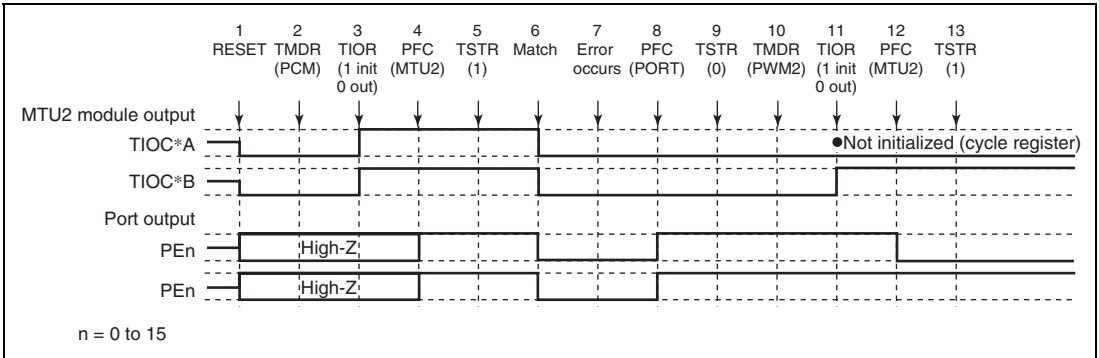 1 2 3 4 5 6 7 8 9 10 11 12 13
RESET TMDR TIOR PFC TSTR Match Error PFC TSTR TMDR TIOR PFC TSTR
(PCM) (1 init (MTU2) (1) occurs (PORT) (0) (PWM2) (1 init (MTU2) (1)
0 out) 0 out)
MTU2 module output
TIOC*A ●Not initialized (cycle register)
TIOC*B
Port output
PEn High-Z
PEn High-Z
n = 0 to 15